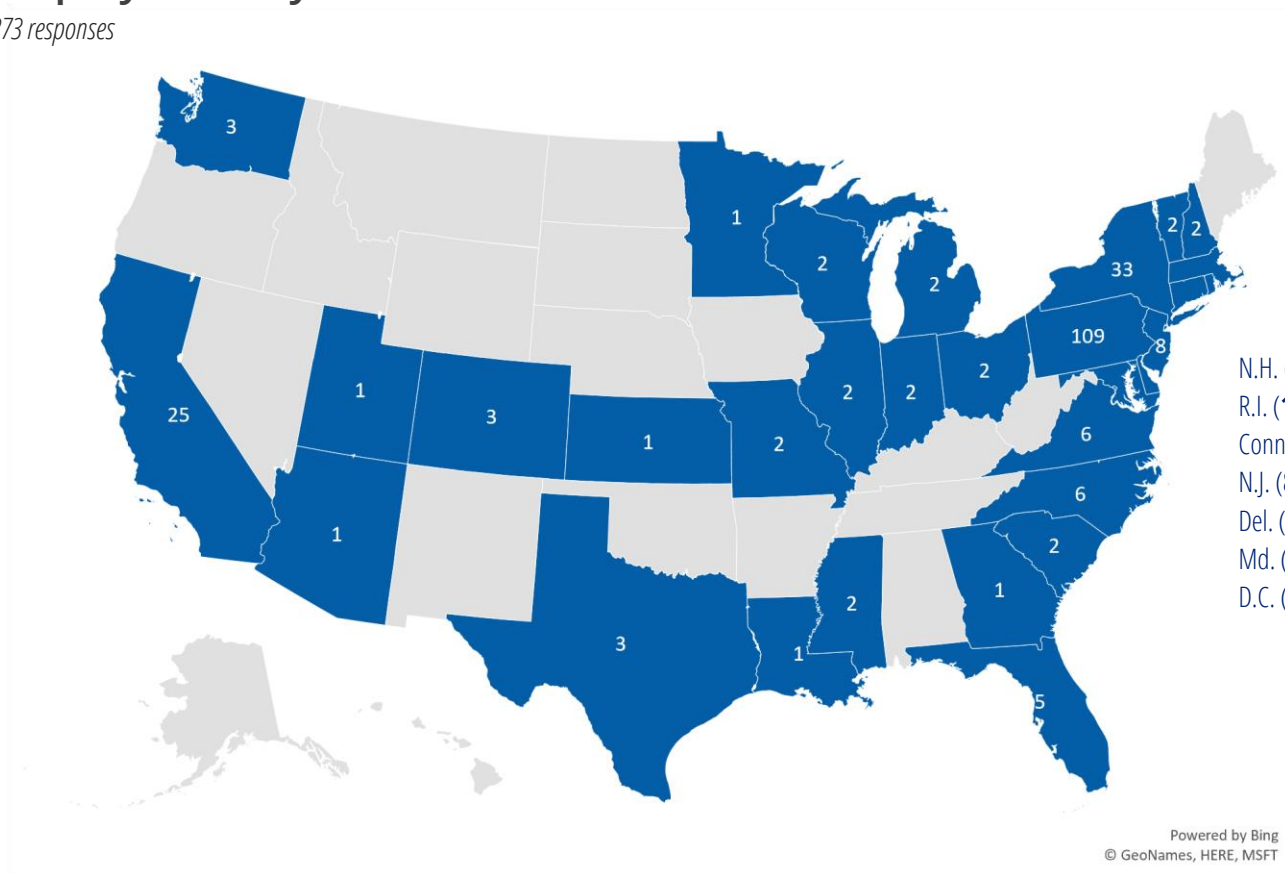 273 responses
3
1
2
2
33
2
2
109
8
25
1
3
1
2
2
2
2
6
6
2
1
1
2
3
1
5
N.H. (
R.I. (
Conn
N.J. (8
Del. (
Md. (
D.C. (
Powered by Bing
© GeoNames, HERE, MSFT